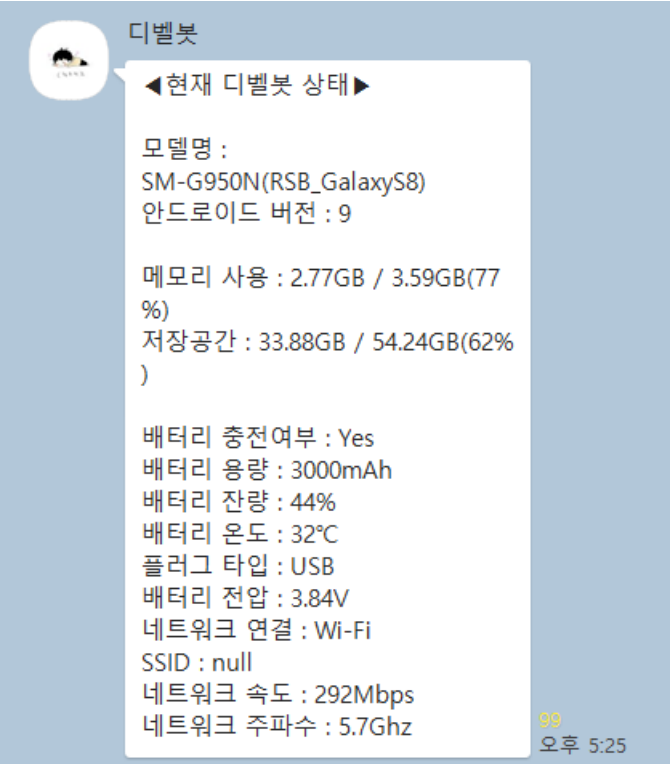 디벨봇
◀현재 디벨봇 상태▶
모델명 :
SM-G950N(RSB_GalaxyS8)
안드로이드 버전 : 9
메모리 사용 : 2.77GB / 3.59GB(77
%)
저장공간 : 33.88GB / 54.24GB(62%
)
배터리 충전여부 : Yes
배터리 용량 : 3000mAh
배터리 잔량 : 44%
배터리 온도 : 32℃
플러그 타입 : USB
배터리 전압 : 3.84V
네트워크 연결 : Wi-Fi
SSID : null
네트워크 속도 : 292Mbps
네트워크 주파수 : 5.7Ghz
99
오후 5:25